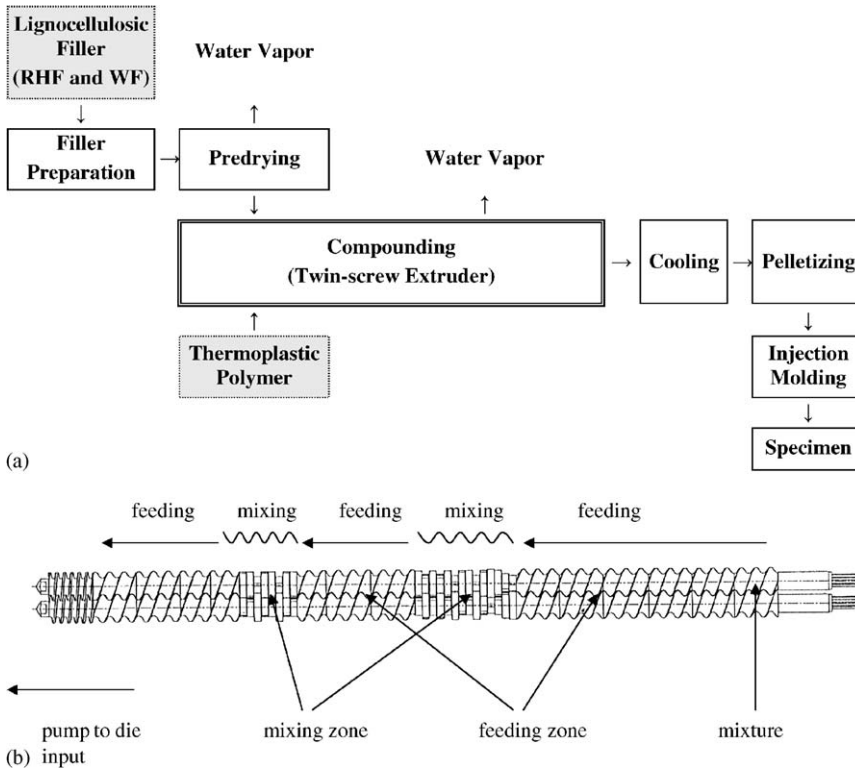 Lignocellulosic
Filler
(RHF and WF)
Water Vapor
Filler
Preparation
Predrying
Water Vapor
Compounding
(Twin-screw Extruder)
Cooling
Pelletizing
Thermoplastic
Polymer
Injection
Molding
Specimen
(a)
feeding mixing feeding mixing feeding
pump to die mixing zone feeding zone mixture
(b) input